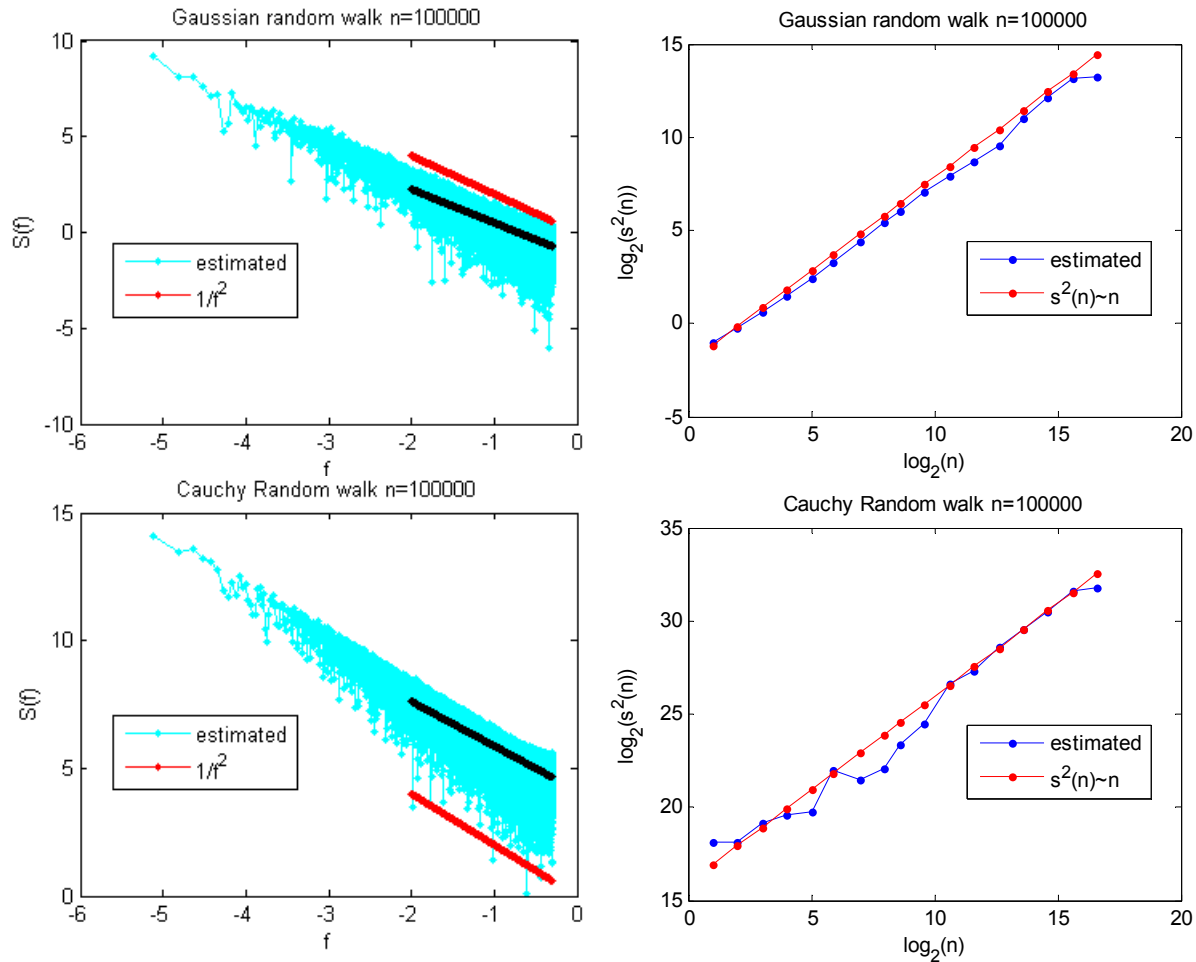 Gaussian random walk n=100000
10
5
0
-5
-10
S(f)
estimated
1/f²
-6 -5 -4 -3 -2 -1 0
f
Gaussian random walk n=100000
15
10
5
0
-5
log₂(s²(n))
estimated
s²(n)~n
0 5 10 15 20
log₂(n)
Cauchy Random walk n=100000
15
10
5
0
S(f)
estimated
1/f²
-6 -5 -4 -3 -2 -1 0
f
Cauchy Random walk n=100000
35
30
25
20
15
log₂(s²(n))
estimated
s²(n)~n
0 5 10 15 20
log₂(n)